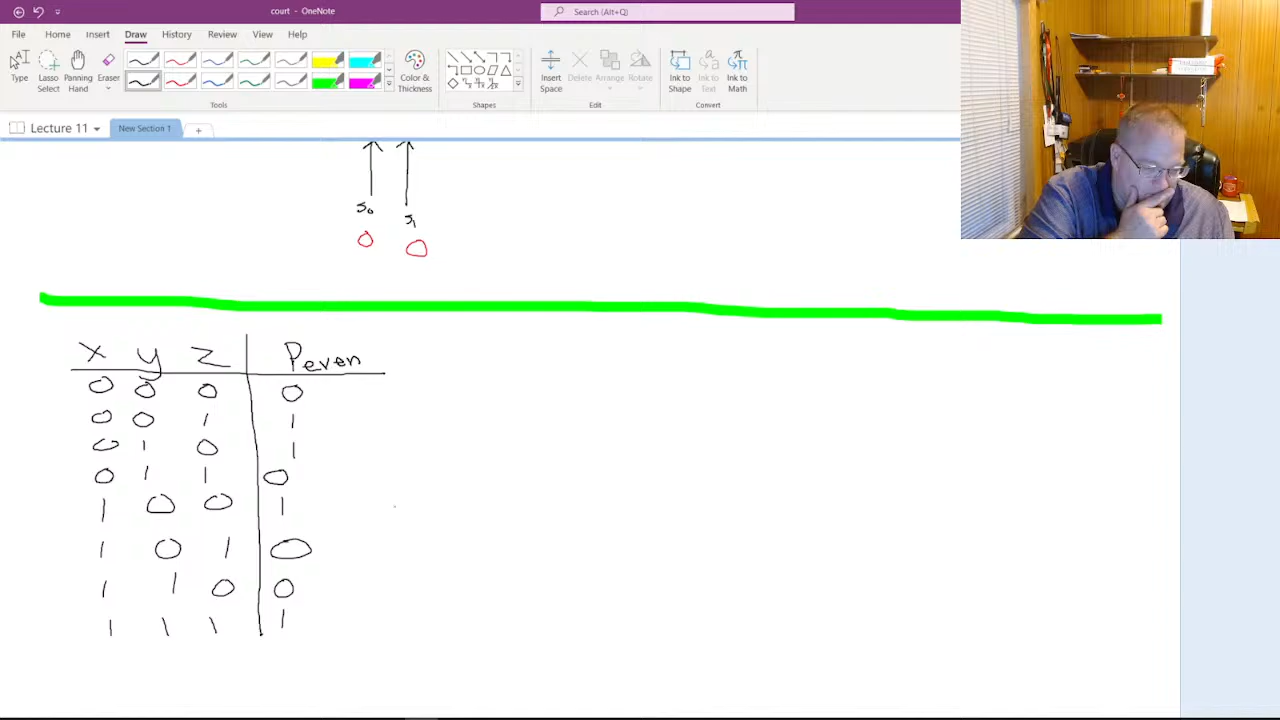 court - OneNote
Search (Alt+Q)
File Home Insert Draw History Review View Help
Type
Lasso Select
Panning Hand
Color & Thickness
Insert Space
Delete
Arrange
Rotate
Ink to Shape
Ink to Text
Ink to Math
Tools
Shapes
Edit
Convert
Lecture 11
New Section 1
+
S0 S1
0 0
x y z Peven
0 0 0 0
0 0 1 1
0 1 0 1
0 1 1 0
1 0 0 1
1 0 1 0
1 1 0 0
1 1 1 1